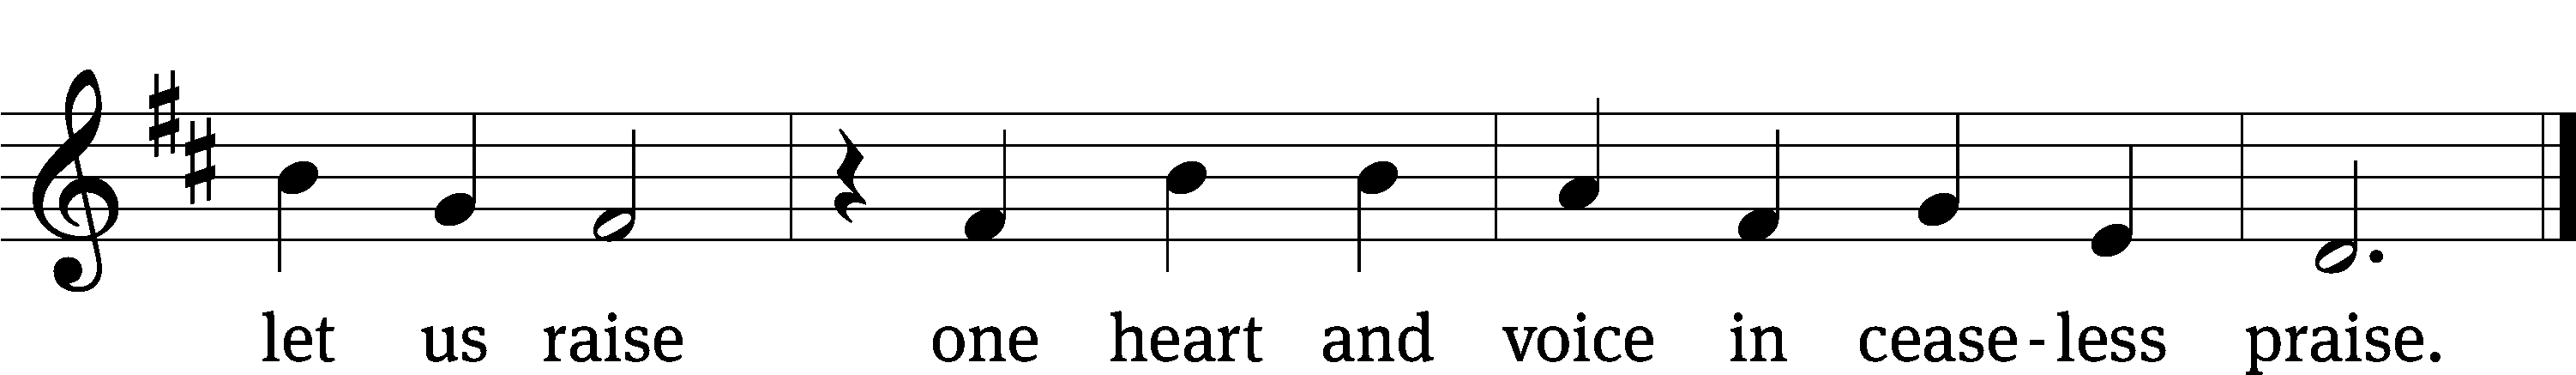 let us raise one heart and voice in cease-less praise.